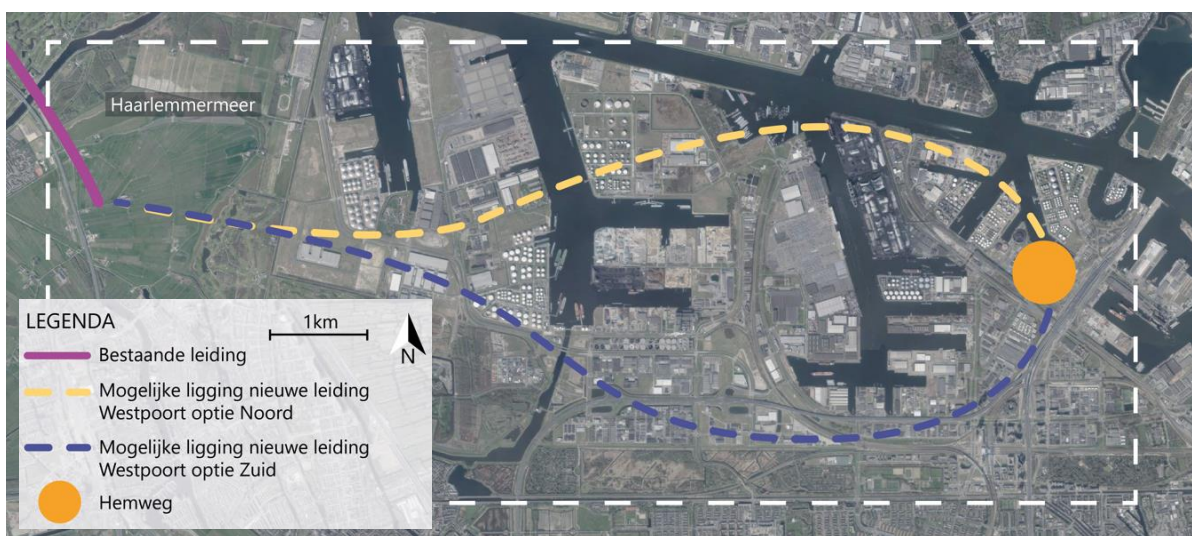 Haarlemmermeer
LEGENDA
1km
N
Bestaande leiding
Mogelijke ligging nieuwe leiding
Westpoort optie Noord
Mogelijke ligging nieuwe leiding
Westpoort optie Zuid
Hemweg